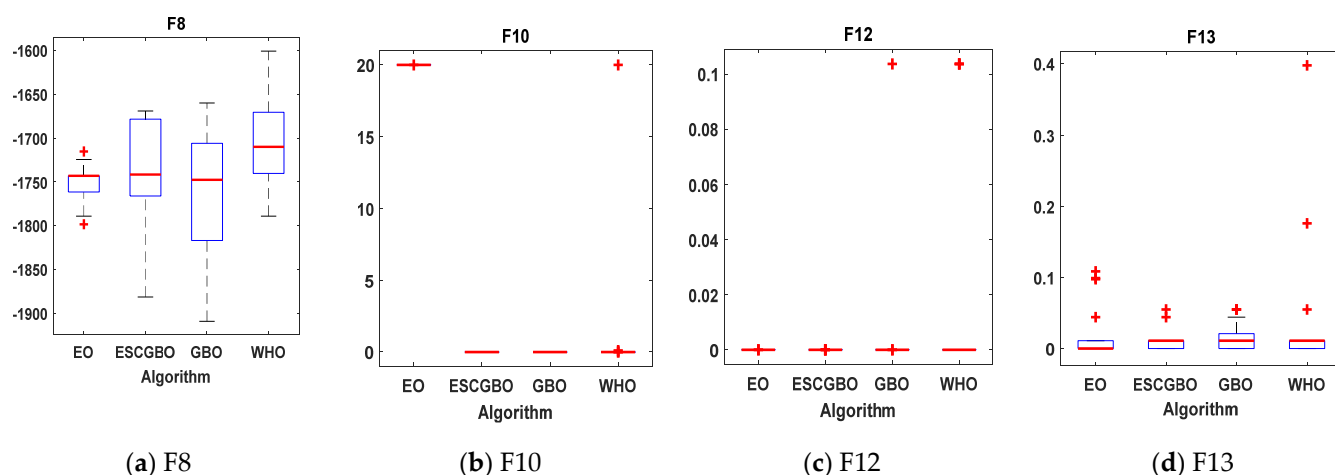 F8
-1600
-1650
-1700
-1750
-1800
-1850
-1900
EO ESCGBO GBO WHO
Algorithm
(a) F8
F10
20
15
10
5
0
EO ESCGBO GBO WHO
Algorithm
(b) F10
F12
0.1
0.08
0.06
0.04
0.02
0
EO ESCGBO GBO WHO
Algorithm
(c) F12
F13
0.4
0.3
0.2
0.1
0
EO ESCGBO GBO WHO
Algorithm
(d) F13